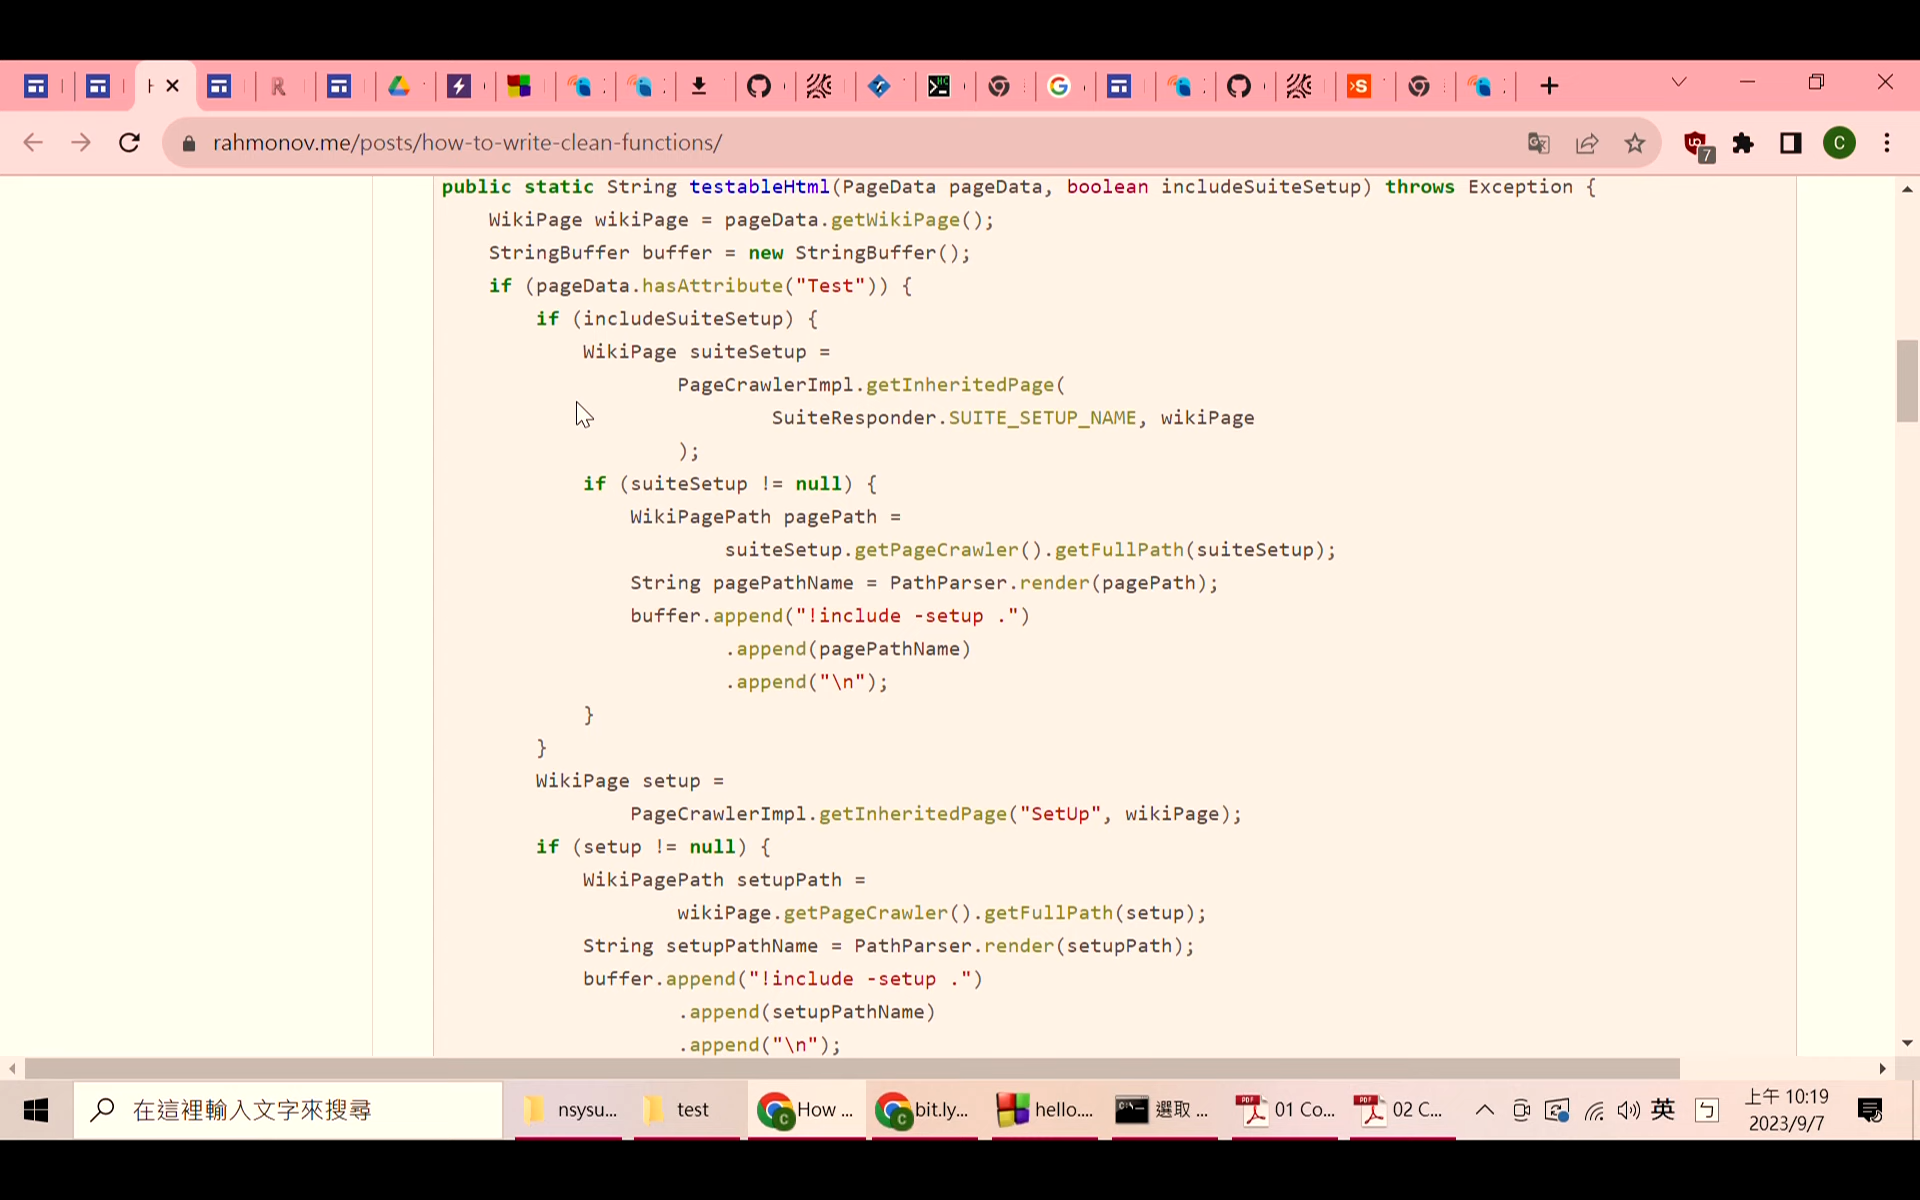 rahmonov.me/posts/how-to-write-clean-functions/
7
C
public static String testableHtml(PageData pageData, boolean includeSuiteSetup) throws Exception {
WikiPage wikiPage = pageData.getWikiPage();
StringBuffer buffer = new StringBuffer();
if (pageData.hasAttribute("Test")) {
if (includeSuiteSetup) {
WikiPage suiteSetup =
PageCrawlerImpl.getInheritedPage(
SuiteResponder.SUITE_SETUP_NAME, wikiPage
);
if (suiteSetup != null) {
WikiPagePath pagePath =
suiteSetup.getPageCrawler().getFullPath(suiteSetup);
String pagePathName = PathParser.render(pagePath);
buffer.append("!include -setup .")
.append(pagePathName)
.append("\n");
}
}
WikiPage setup =
PageCrawlerImpl.getInheritedPage("SetUp", wikiPage);
if (setup != null) {
WikiPagePath setupPath =
wikiPage.getPageCrawler().getFullPath(setup);
String setupPathName = PathParser.render(setupPath);
buffer.append("!include -setup .")
.append(setupPathName)
.append("\n");
在這裡輸入文字來搜尋 nsysu... test How ... bit.ly... hello.... 選取 ... 01 Co... 02 C... 英 上午 10:19
2023/9/7